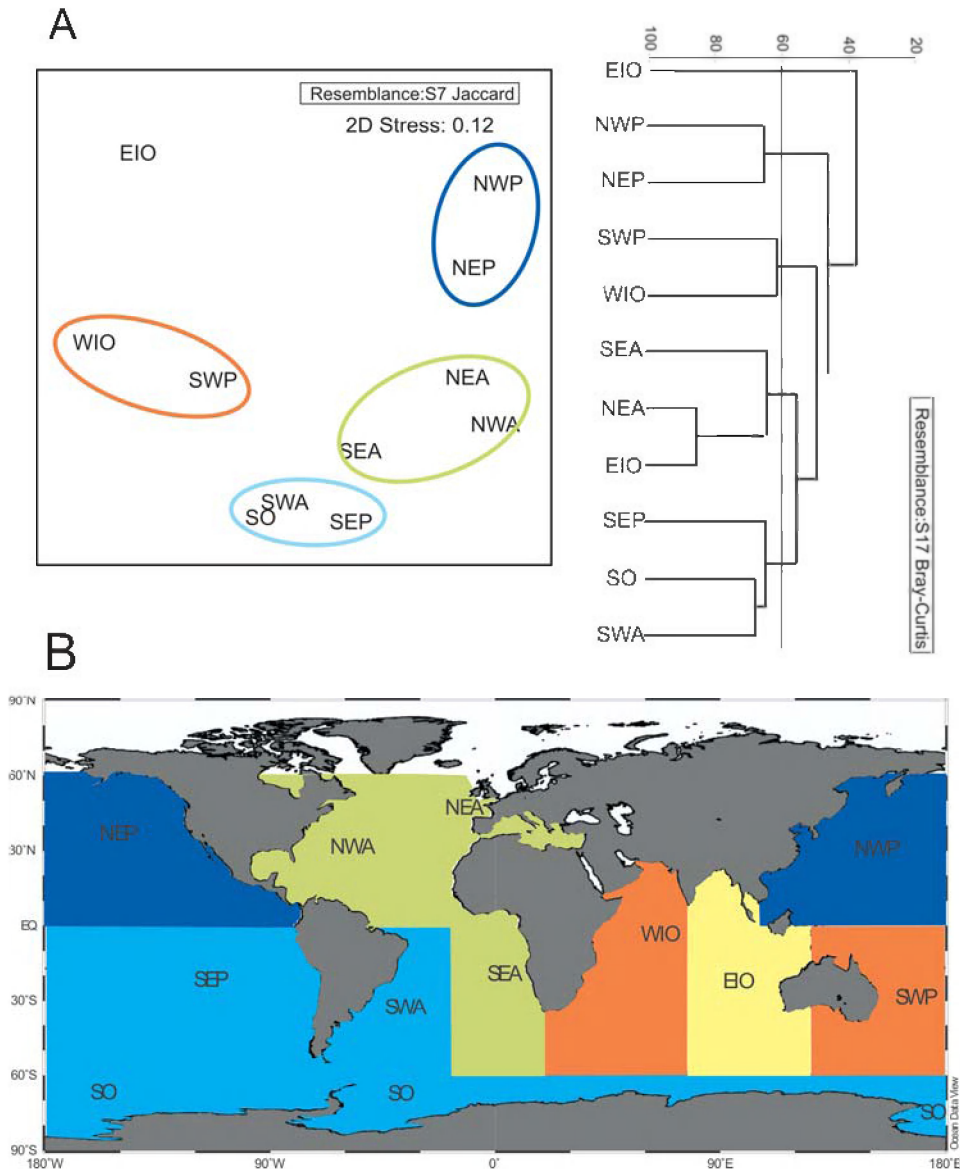 A
Resemblance:S7 Jaccard
2D Stress: 0.12
EIO
NWP
NEP
WIO
SWP
NEA
NWA
SEA
SWA
SO
SEP
100
80
60
40
20
EIO
NWP
NEP
SWP
WIO
SEA
NEA
EIO
SEP
SO
SWA
Resemblance:S17 Bray-Curtis
B
90°N
60°N
30°N
EQ
30°S
60°S
90°S
NEP
NWA
NEA
NWP
WIO
SEP
SWA
SEA
EIO
SWP
SO
SO
SO
180°W
90°W
0°
90°E
180°E
Ocean Data View